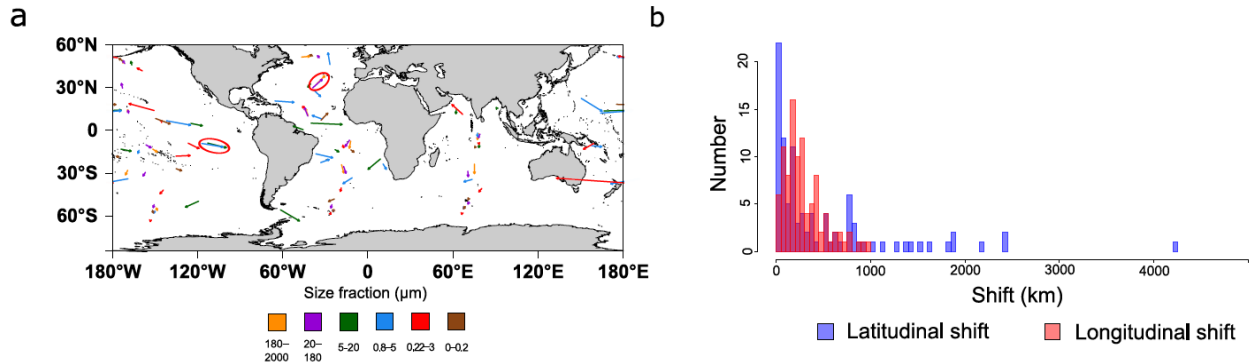 a
60°N
30°N
0
30°S
60°S
180°W 120°W 60°W 0 60°E 120°E 180°E
Size fraction (µm)
180–
2000
20–
180
5–20
0.8–5
0.22–3
0–0.2
b
Number
20
15
10
5
0
0 1000 2000 3000 4000
Shift (km)
Latitudinal shift
Longitudinal shift